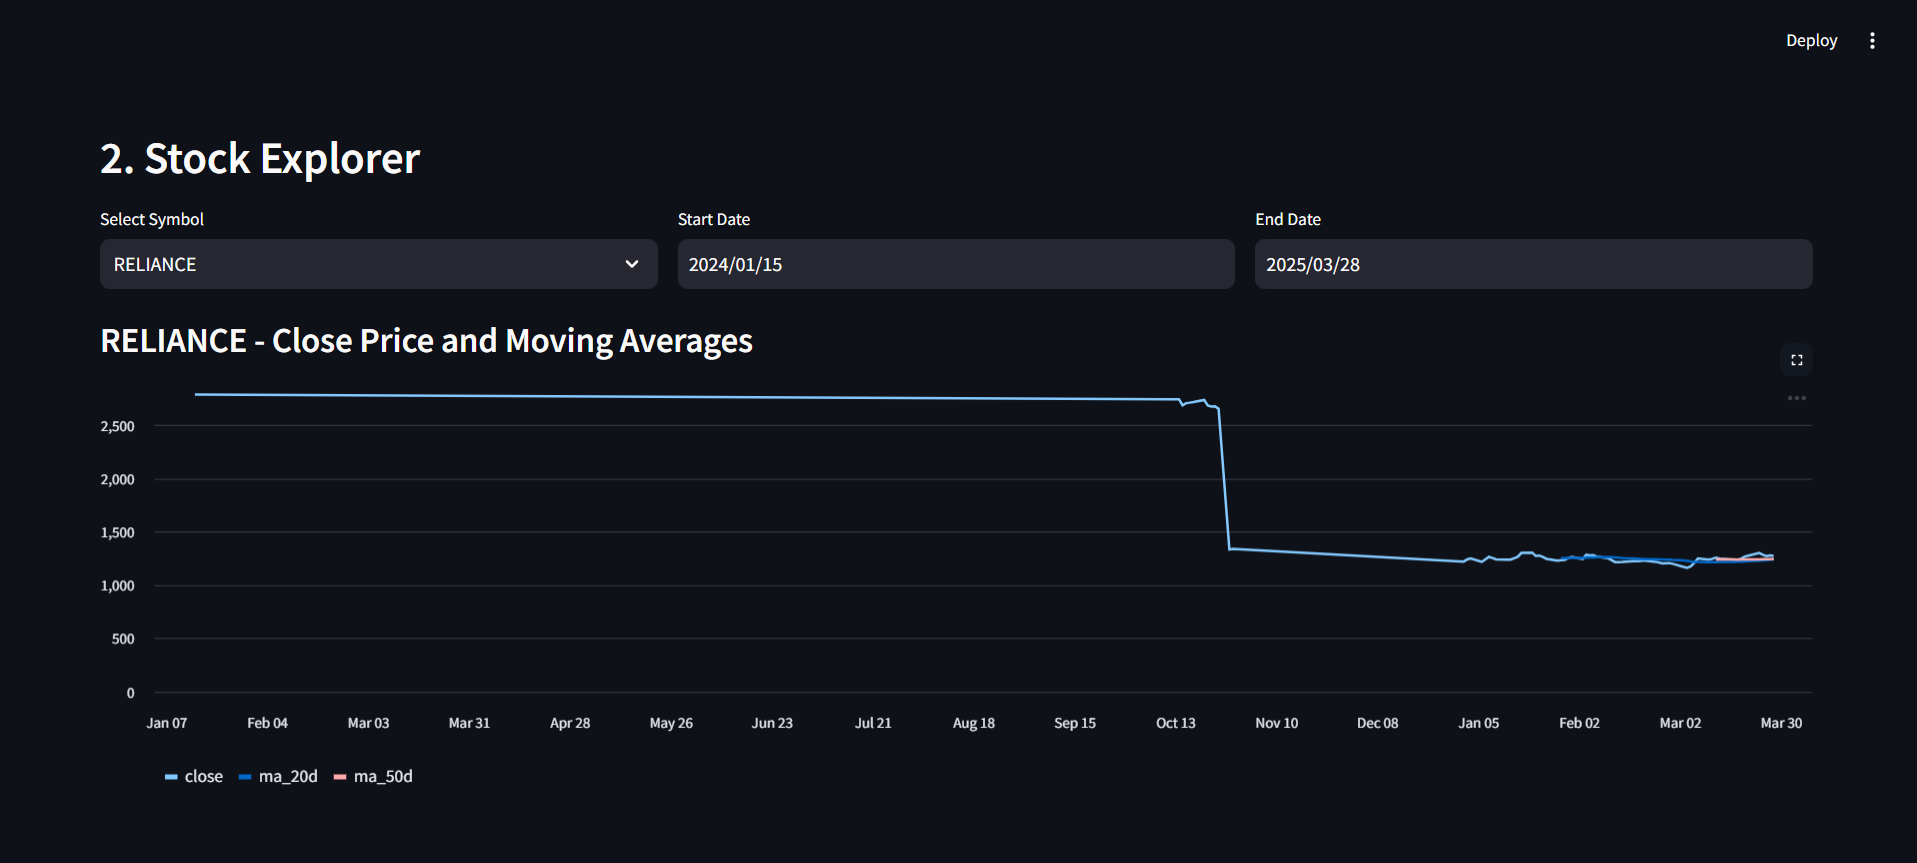 Deploy
2. Stock Explorer
Select Symbol
Start Date
End Date
RELIANCE
2024/01/15
2025/03/28
RELIANCE - Close Price and Moving Averages
2,500
2,000
1,500
1,000
500
0
Jan 07 Feb 04 Mar 03 Mar 31 Apr 28 May 26 Jun 23 Jul 21 Aug 18 Sep 15 Oct 13 Nov 10 Dec 08 Jan 05 Feb 02 Mar 02 Mar 30
close ma_20d ma_50d